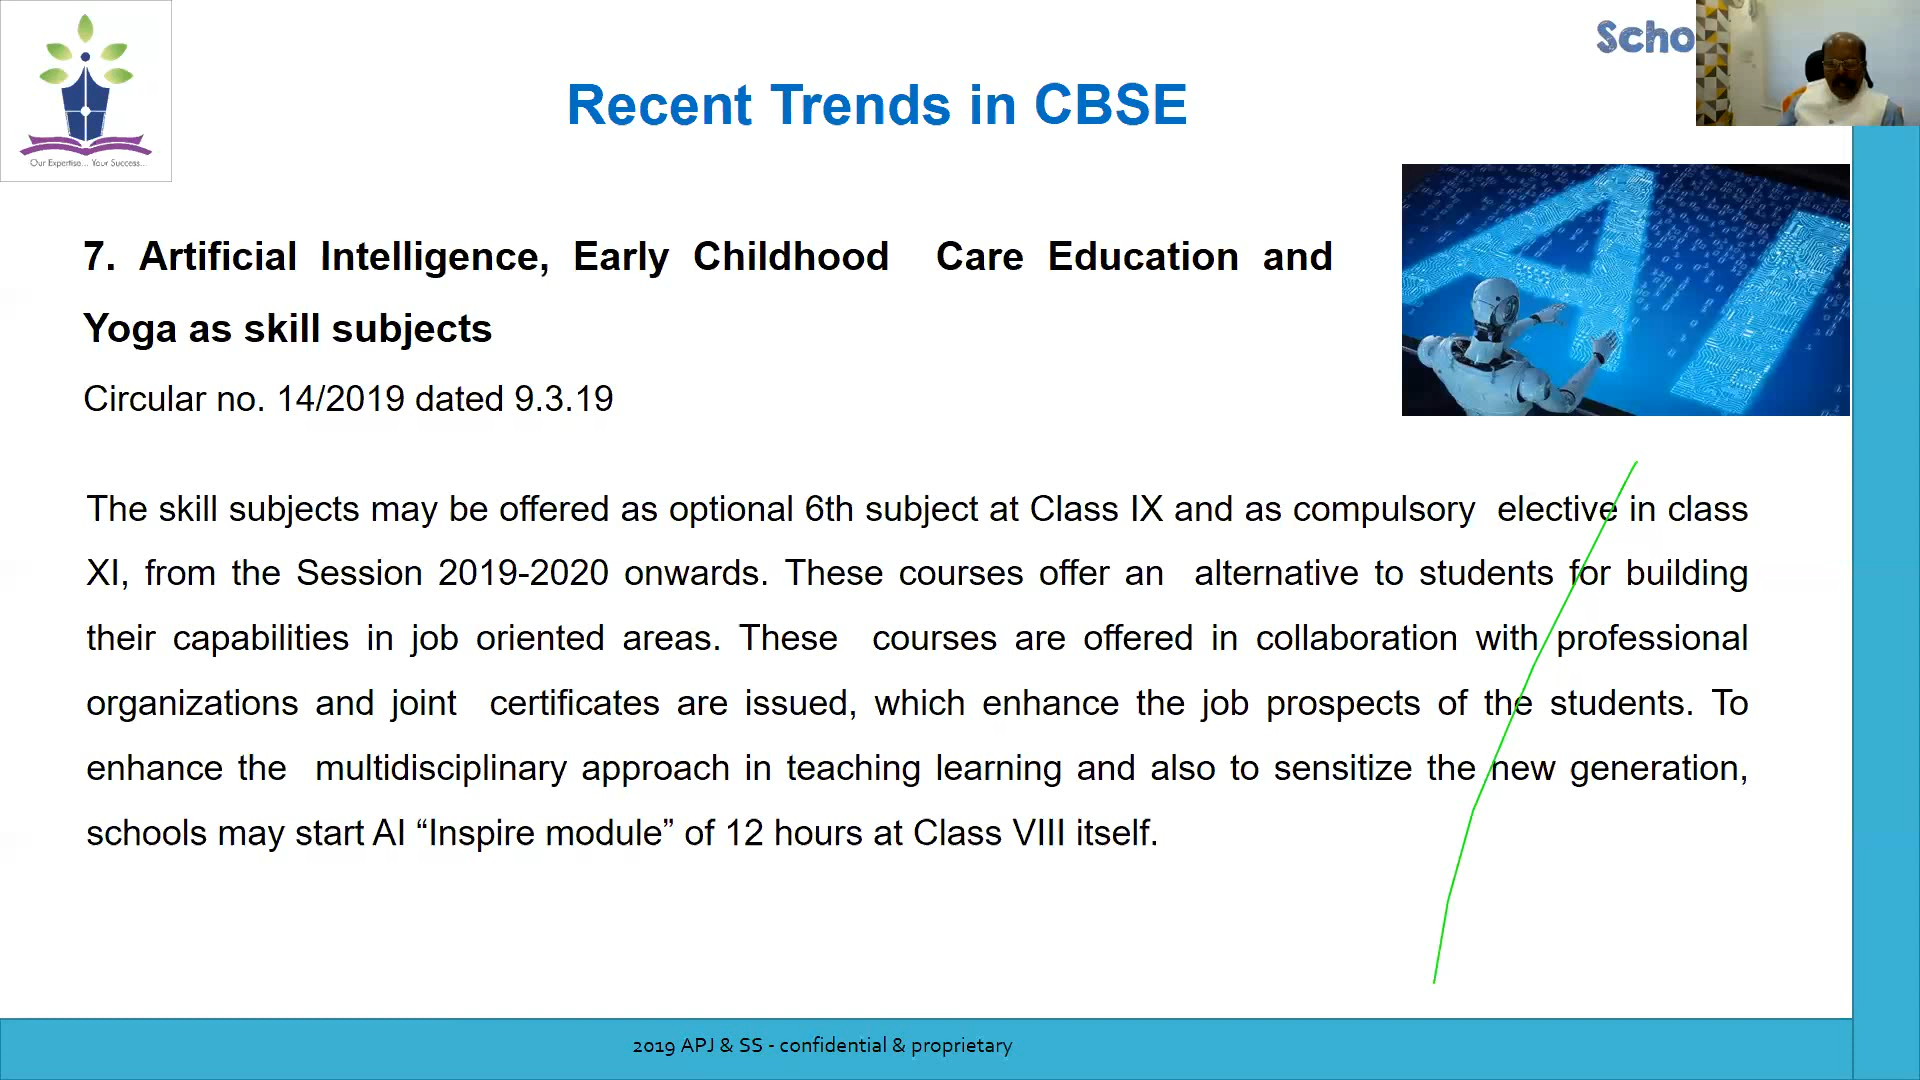 Scho
Recent Trends in CBSE
Our Expertise... Your Success...
7. Artificial Intelligence, Early Childhood Care Education and
Yoga as skill subjects
Circular no. 14/2019 dated 9.3.19
The skill subjects may be offered as optional 6th subject at Class IX and as compulsory elective in class
XI, from the Session 2019-2020 onwards. These courses offer an alternative to students for building
their capabilities in job oriented areas. These courses are offered in collaboration with professional
organizations and joint certificates are issued, which enhance the job prospects of the students. To
enhance the multidisciplinary approach in teaching learning and also to sensitize the new generation,
schools may start AI “Inspire module” of 12 hours at Class VIII itself.
AI
2019 APJ & SS - confidential & proprietary